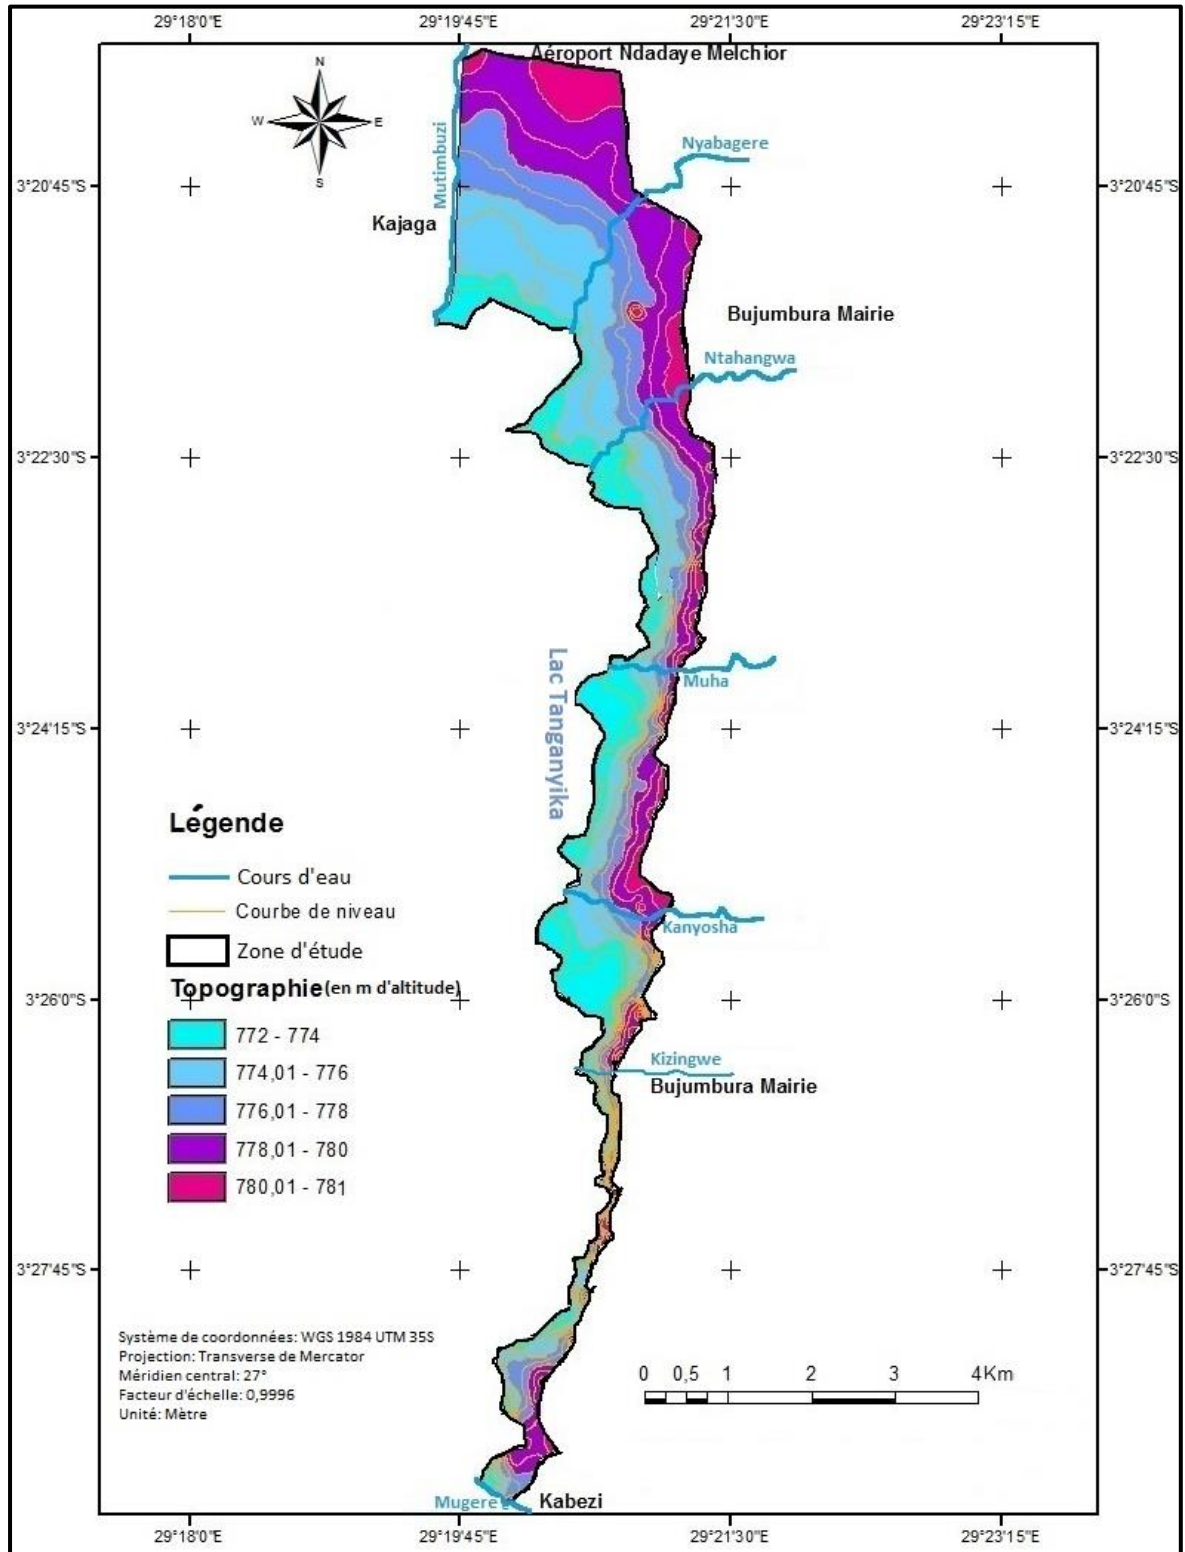 29°18'0"E
29°19'45"E
29°21'30"E
29°23'15"E
Aéroport Ndadaye Melchior
N
W
E
S
Mutimbuzi
Nyabagere
3°20'45"S
3°20'45"S
Kajaga
Bujumbura Mairie
Ntahangwa
3°22'30"S
3°22'30"S
Lac Tanganyika
Muha
3°24'15"S
3°24'15"S
Légende
Cours d'eau
Courbe de niveau
Zone d'étude
Kanyosha
Topographie(en m d'altitude)
3°26'0"S
3°26'0"S
772 - 774
774,01 - 776
776,01 - 778
778,01 - 780
780,01 - 781
Kizingwe
Bujumbura Mairie
3°27'45"S
3°27'45"S
Système de coordonnées: WGS 1984 UTM 35S
Projection: Transverse de Mercator
Méridien central: 27°
Facteur d'échelle: 0,9996
Unité: Mètre
0 0,5 1 2 3 4Km
Mugere
Kabezi
29°18'0"E
29°19'45"E
29°21'30"E
29°23'15"E